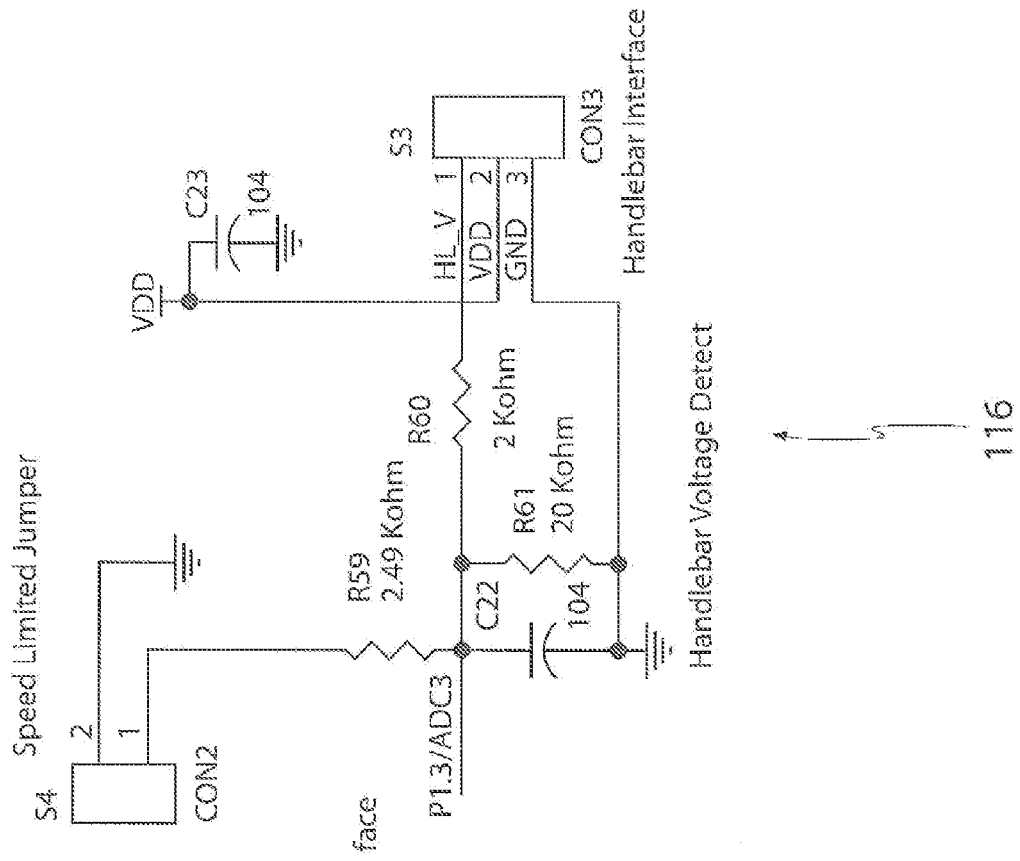 Speed Limited Jumper
S4
2
1
CON2
VDD
C23
104
R59
2.49 Kohm
R60
2 Kohm
HL_V
1
VDD
2
GND
3
S3
CON3
Handlebar Interface
face
P1.3/ADC3
C22
104
R61
20 Kohm
Handlebar Voltage Detect
116